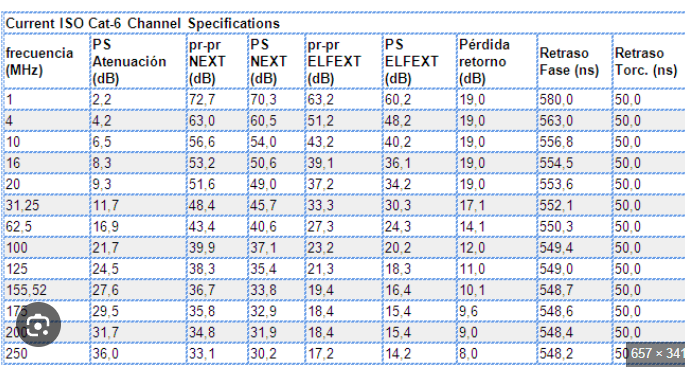 Current ISO Cat-6 Channel Specifications
frecuencia (MHz) PS Atenuación (dB) pr-pr NEXT (dB) PS NEXT (dB) pr-pr ELFEXT (dB) PS ELFEXT (dB) Pérdida retorno (dB) Retraso Fase (ns) Retraso Torc. (ns)
1 2,2 72,7 70,3 63,2 60,2 19,0 580,0 50,0
4 4,2 63,0 60,5 51,2 48,2 19,0 563,0 50,0
10 6,5 56,6 54,0 43,2 40,2 19,0 556,8 50,0
16 8,3 53,2 50,6 39,1 36,1 19,0 554,5 50,0
20 9,3 51,6 49,0 37,2 34,2 19,0 553,6 50,0
31,25 11,7 48,4 45,7 33,3 30,3 17,1 552,1 50,0
62,5 16,9 43,4 40,6 27,3 24,3 14,1 550,3 50,0
100 21,7 39,9 37,1 23,2 20,2 12,0 549,4 50,0
125 24,5 38,3 35,4 21,3 18,3 11,0 549,0 50,0
155,52 27,6 36,7 33,8 19,4 16,4 10,1 548,7 50,0
175 29,5 35,8 32,9 18,4 15,4 9,6 548,6 50,0
200 31,7 34,8 31,9 18,4 15,4 9,0 548,4 50,0
250 36,0 33,1 30,2 17,2 14,2 8,0 548,2 50
657 × 341